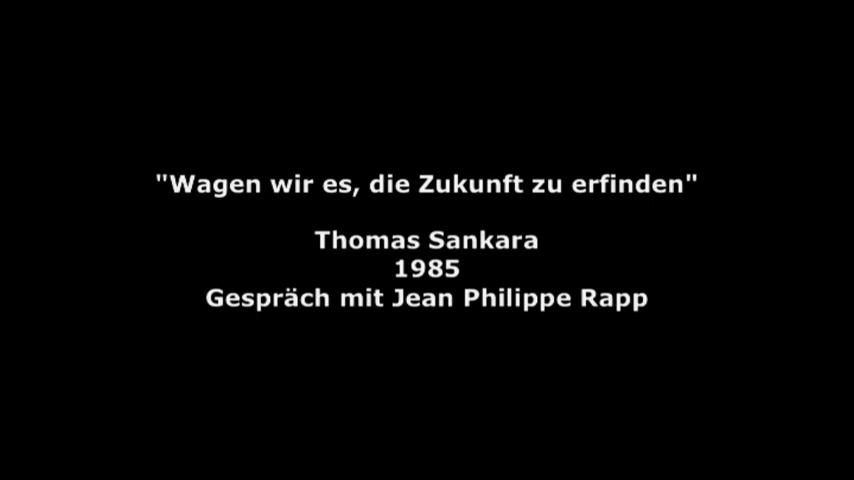 "Wagen wir es, die Zukunft zu erfinden"
Thomas Sankara
1985
Gespräch mit Jean Philippe Rapp